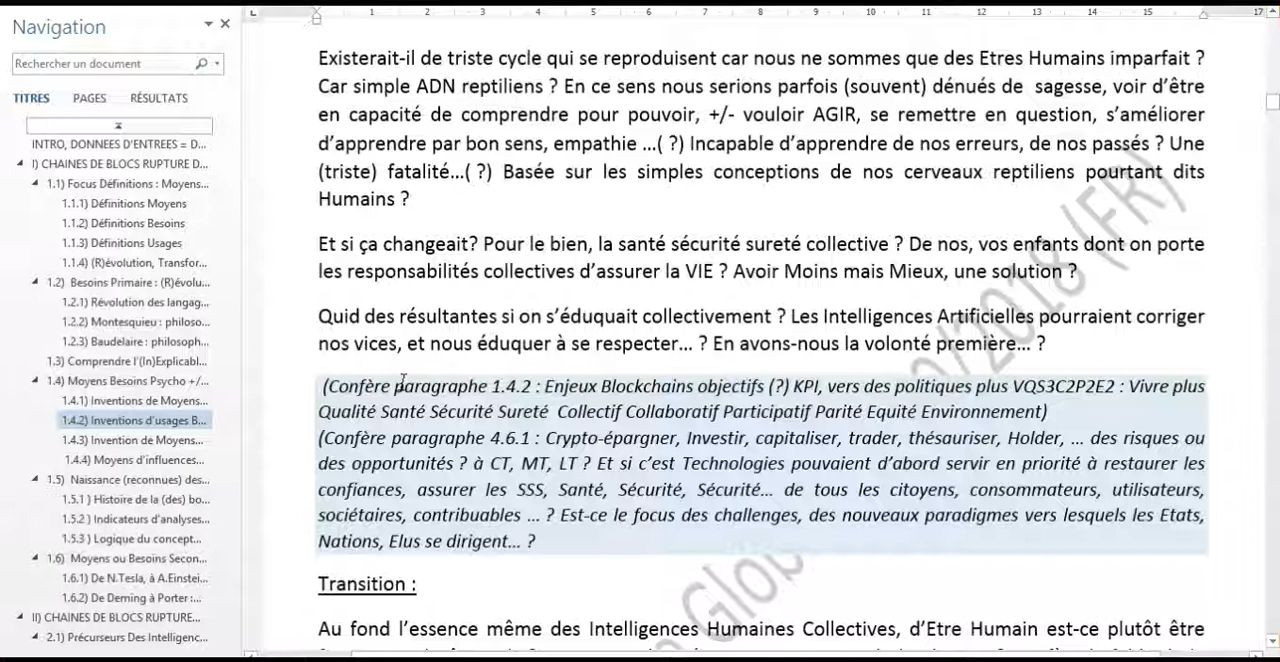 Navigation
Rechercher un document
TITRES PAGES RÉSULTATS
INTRO, DONNEES D'ENTREES = D...
I) CHAINES DE BLOCS RUPTURE D...
1.1) Focus Définitions : Moyens...
1.1.1) Définitions Moyens
1.1.2) Définitions Besoins
1.1.3) Définitions Usages
1.1.4) (R)évolution, Transfor...
1.2) Besoins Primaire : (R)évolu...
1.2.1) Révolution des langag...
1.2.2) Montesquieu : philoso...
1.2.3) Baudelaire : philosoph...
1.3) Comprendre l'(In)Explicabl...
1.4) Moyens Besoins Psycho +/...
1.4.1) Inventions de Moyens...
1.4.2) Inventions d'usages B...
1.4.3) Invention de Moyens...
1.4.4) Moyens d'influences...
1.5) Naissance (reconnues) des...
1.5.1 ) Histoire de la (des) bo...
1.5.2 ) Indicateurs d'analyses...
1.5.3 ) Logique du concept...
1.6) Moyens ou Besoins Secon...
1.6.1) De N.Tesla, à A.Einstei...
1.6.2) De Deming à Porter :...
II) CHAINES DE BLOCS RUPTURE...
2.1) Précurseurs Des Intelligenc...
1 2 3 4 5 6 7 8 9 10 11 12 13 14 15 17
Existerait-il de triste cycle qui se reproduisent car nous ne sommes que des Etres Humains imparfait ?
Car simple ADN reptiliens ? En ce sens nous serions parfois (souvent) dénués de sagesse, voir d'être
en capacité de comprendre pour pouvoir, +/- vouloir AGIR, se remettre en question, s'améliorer
d'apprendre par bon sens, empathie ...( ?) Incapable d'apprendre de nos erreurs, de nos passés ? Une
(triste) fatalité...( ?) Basée sur les simples conceptions de nos cerveaux reptiliens pourtant dits
Humains ?
Et si ça changeait? Pour le bien, la santé sécurité sureté collective ? De nos, vos enfants dont on porte
les responsabilités collectives d'assurer la VIE ? Avoir Moins mais Mieux, une solution ?
Quid des résultantes si on s'éduquait collectivement ? Les Intelligences Artificielles pourraient corriger
nos vices, et nous éduquer à se respecter... ? En avons-nous la volonté première... ?
(Confère paragraphe 1.4.2 : Enjeux Blockchains objectifs (?) KPI, vers des politiques plus VQS3C2P2E2 : Vivre plus
Qualité Santé Sécurité Sureté Collectif Collaboratif Participatif Parité Equité Environnement)
(Confère paragraphe 4.6.1 : Crypto-épargner, Investir, capitaliser, trader, thésauriser, Holder, ... des risques ou
des opportunités ? à CT, MT, LT ? Et si c'est Technologies pouvaient d'abord servir en priorité à restaurer les
confiances, assurer les SSS, Santé, Sécurité, Sécurité... de tous les citoyens, consommateurs, utilisateurs,
sociétaires, contribuables ... ? Est-ce le focus des challenges, des nouveaux paradigmes vers lesquels les Etats,
Nations, Elus se dirigent... ?
Transition :
Au fond l'essence même des Intelligences Humaines Collectives, d'Etre Humain est-ce plutôt être